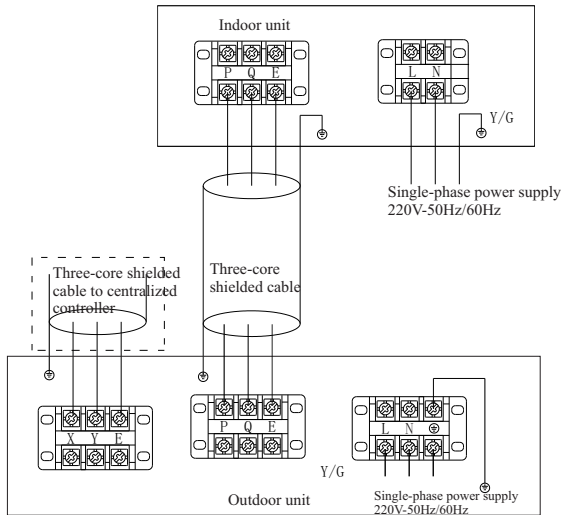 Indoor unit
P Q E
L N
Y/G
Single-phase power supply
220V-50Hz/60Hz
Three-core shielded
cable to centralized
controller
Three-core
shielded cable
X Y E
P Q E
L N
Y/G
Outdoor unit
Single-phase power supply
220V-50Hz/60Hz